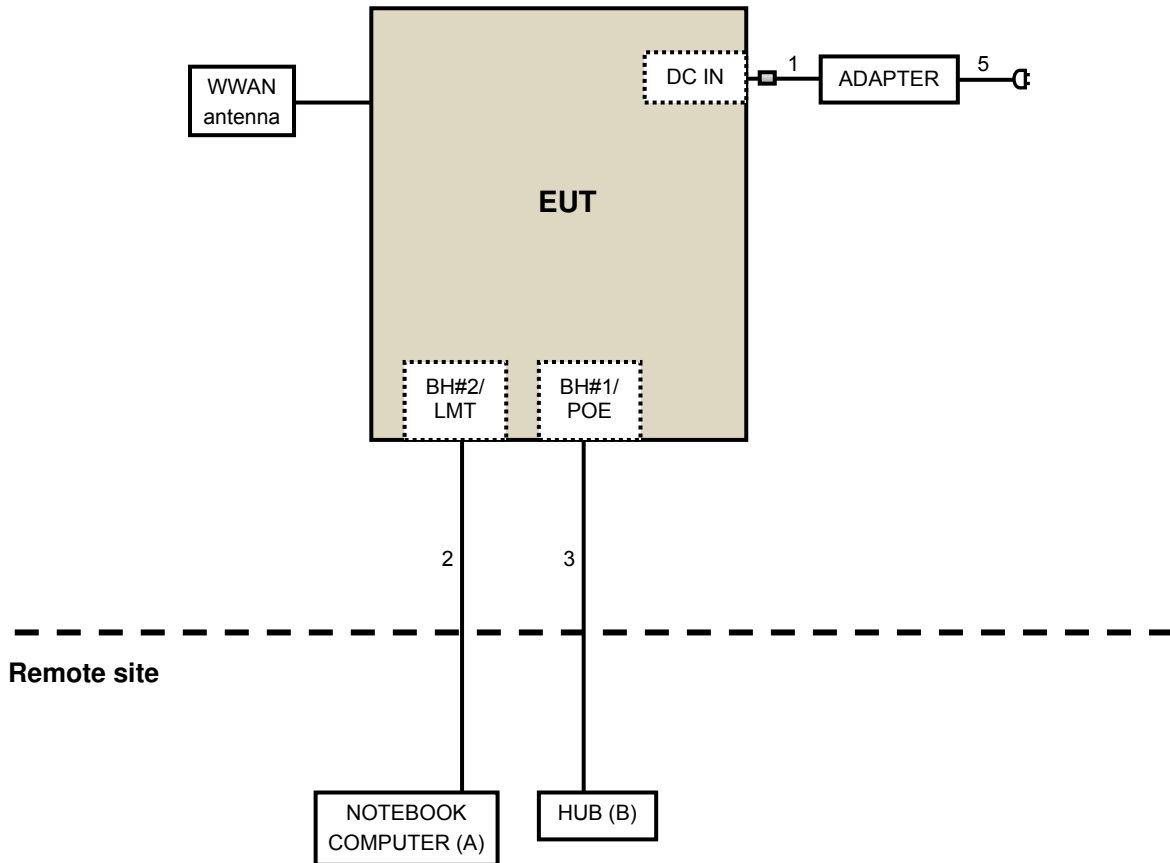 WWAN
antenna
DC IN
1
ADAPTER
5
EUT
BH#2/
LMT
BH#1/
POE
2
3
Remote site
NOTEBOOK
COMPUTER (A)
HUB (B)